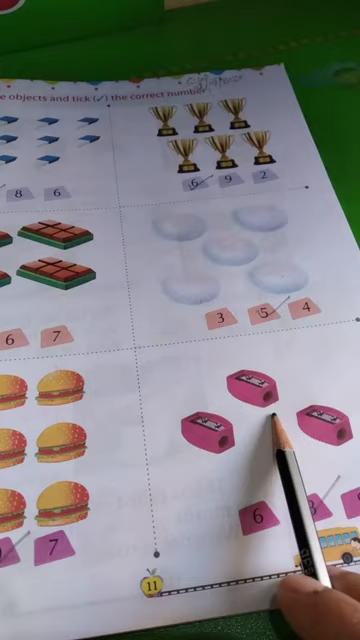 e objects and tick (✓) the correct number
8 6
6 9 2
6 7
3 5 4
7
6 3
11